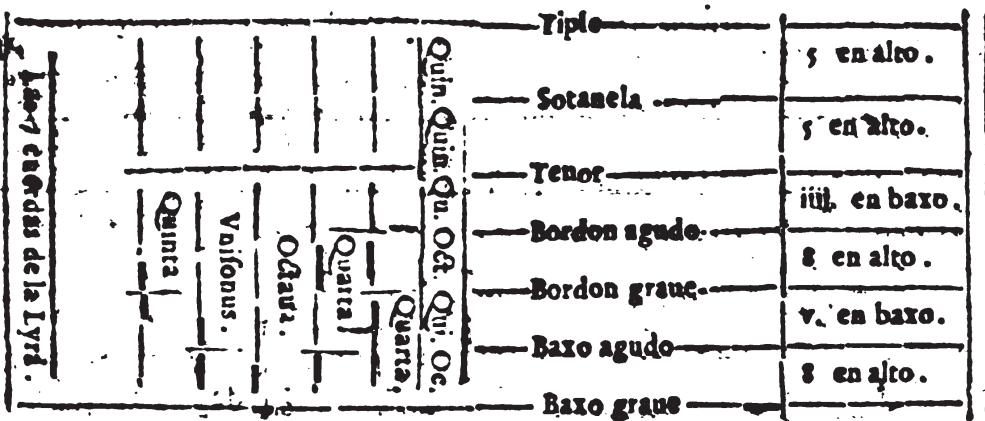 Las 7 cuerdas de la Lyra.
Quinta
Vnisonus.
Octaua.
Quarta
Quarta,
Quin. Quin Qu. Oct. Qui. Oc.
Tiple
5 en alto.
Sotanela
5 en alto.
Tenor
iiij. en baxo.
Bordon agudo
8 en alto.
Bordon graue
v. en baxo.
Baxo agudo
8 en alto.
Baxo graue